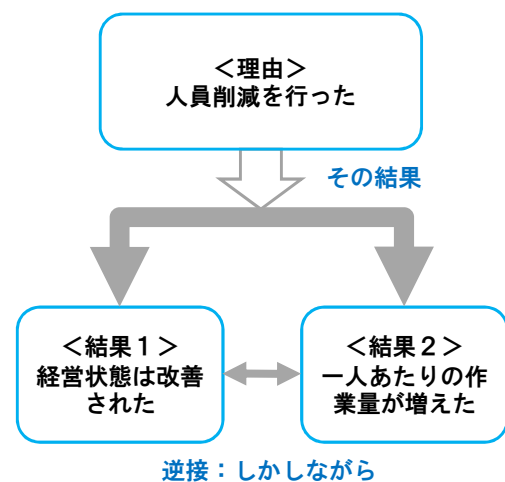 ＜理由＞
人員削減を行った
その結果
＜結果１＞
経営状態は改善
された
＜結果２＞
一人あたりの作
業量が増えた
逆接：しかしながら